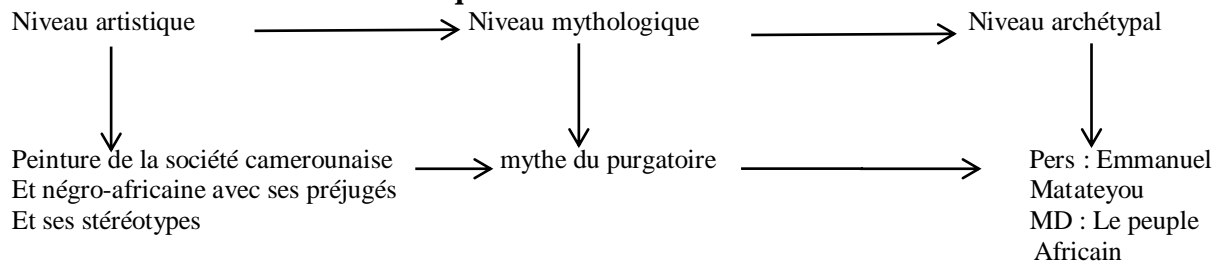 Niveau artistique
Niveau mythologique
Niveau archétypal
Peinture de la société camerounaise
Et négro-africaine avec ses préjugés
Et ses stéréotypes
mythe du purgatoire
Pers : Emmanuel
Matateyou
MD : Le peuple
Africain